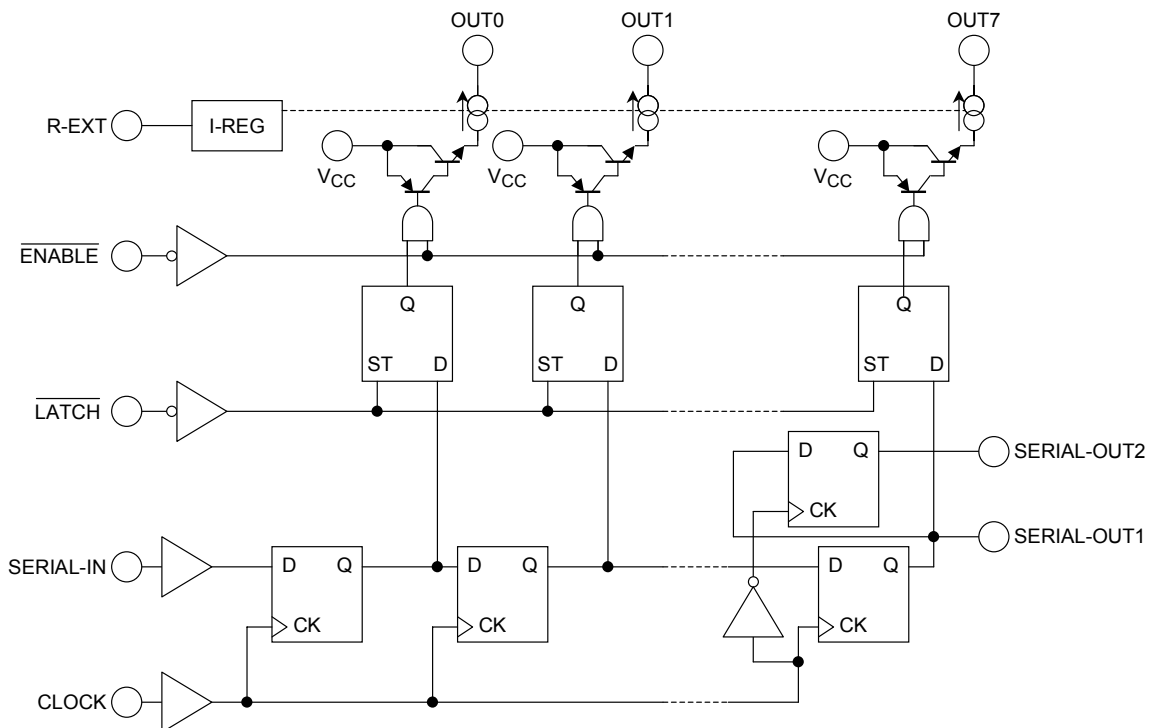 OUT0 OUT1 OUT7
R-EXT I-REG
VCC VCC VCC
ENABLE
Q Q Q
ST D ST D ST D
LATCH
D Q SERIAL-OUT2
CK
SERIAL-OUT1
SERIAL-IN D Q D Q D Q
CK CK CK
CLOCK